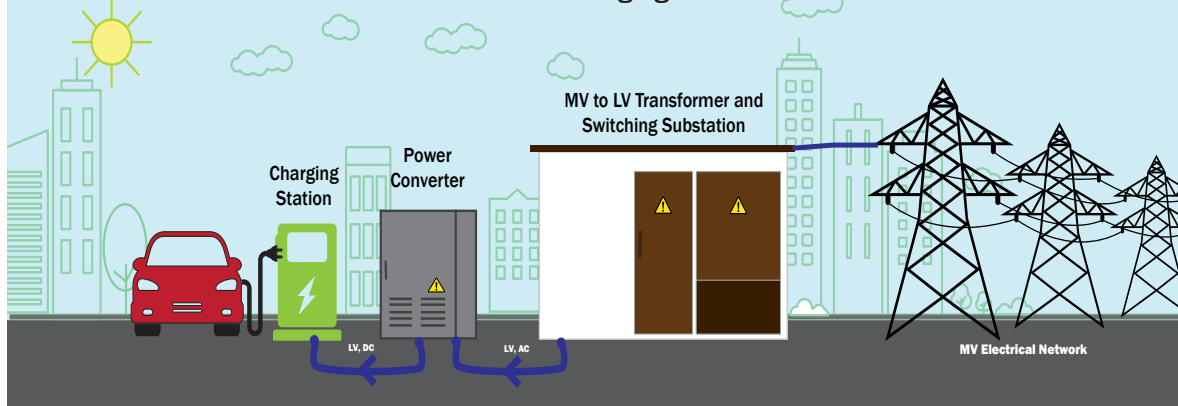 MV to LV Transformer and
Switching Substation
Power
Converter
Charging
Station
LV, DC
LV, AC
MV Electrical Network